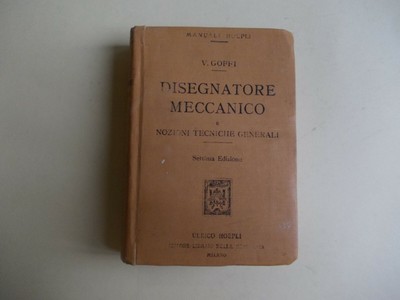 MANUALI HOEPLI
V. GOFFI
DISEGNATORE
MECCANICO
E
NOZIONI TECNICHE GENERALI
Settima Edizione
ULRICO HOEPLI
MILANO